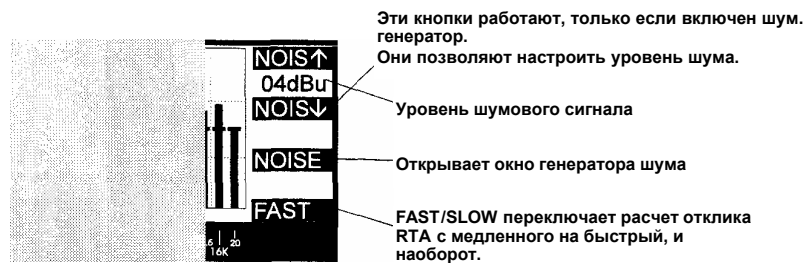 Эти кнопки работают, только если включен шум.
генератор.
NOIS↑
Они позволяют настроить уровень шума.
04dBu
NOIS↓
Уровень шумового сигнала
NOISE
Открывает окно генератора шума
FAST
FAST/SLOW переключает расчет отклика
RTA с медленного на быстрый, и
наоборот.
20
16K